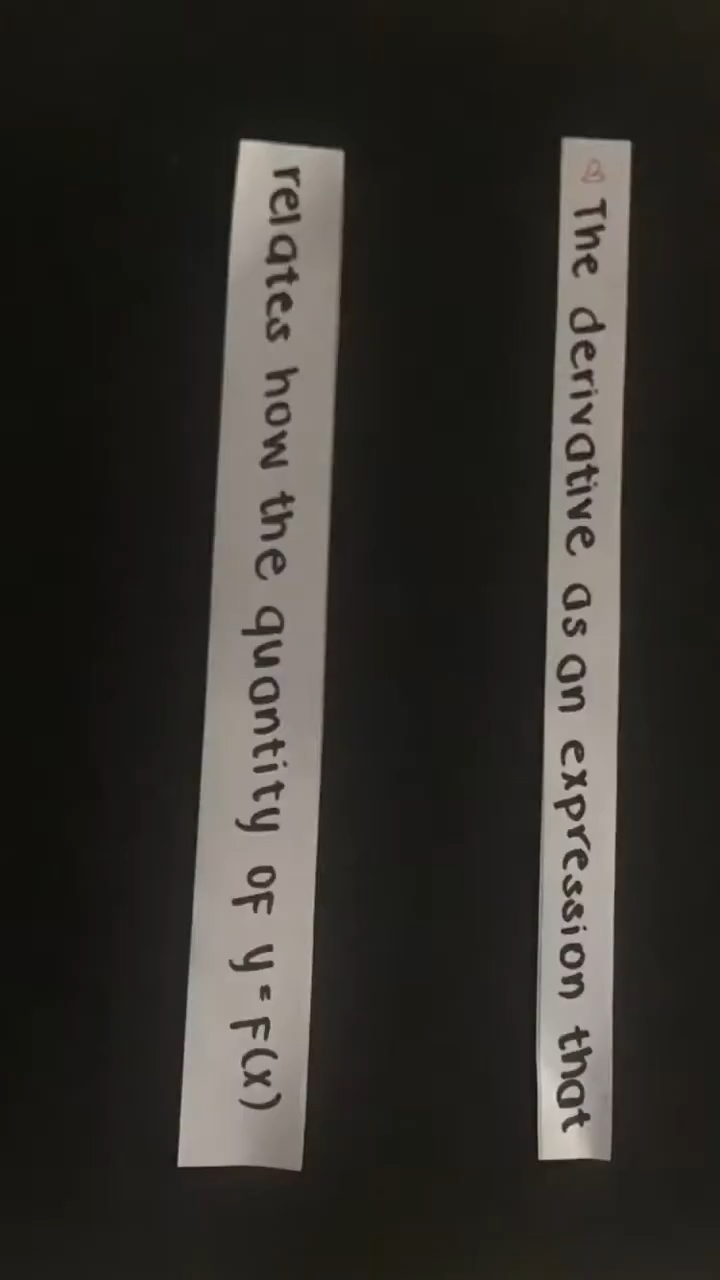 The derivative as an expression that
relates how the quantity OF y = F(x)